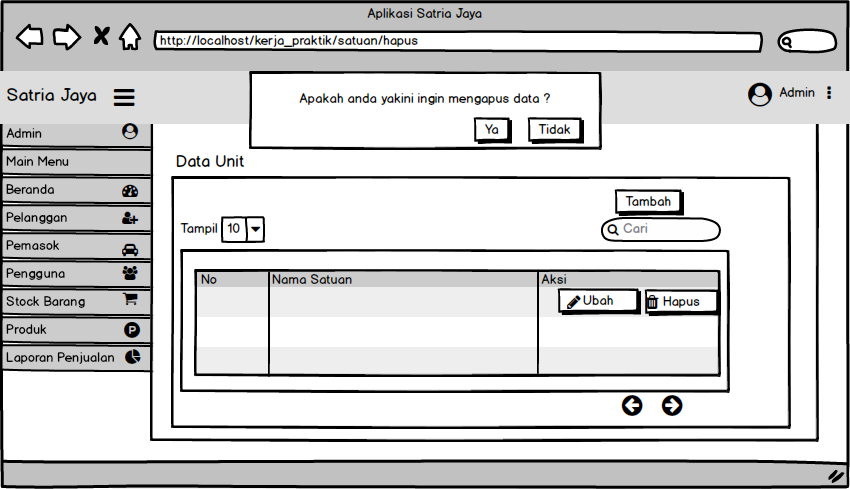 Aplikasi Satria Jaya
http://localhost/kerja_praktik/satuan/hapus
Satria Jaya
Apakah anda yakini ingin mengapus data ?
Ya
Tidak
Admin
Admin
Main Menu
Beranda
Pelanggan
Pemasok
Pengguna
Stock Barang
Produk
P
Laporan Penjualan
Data Unit
Tambah
Tampil 10
Cari
No Nama Satuan Aksi
Ubah Hapus